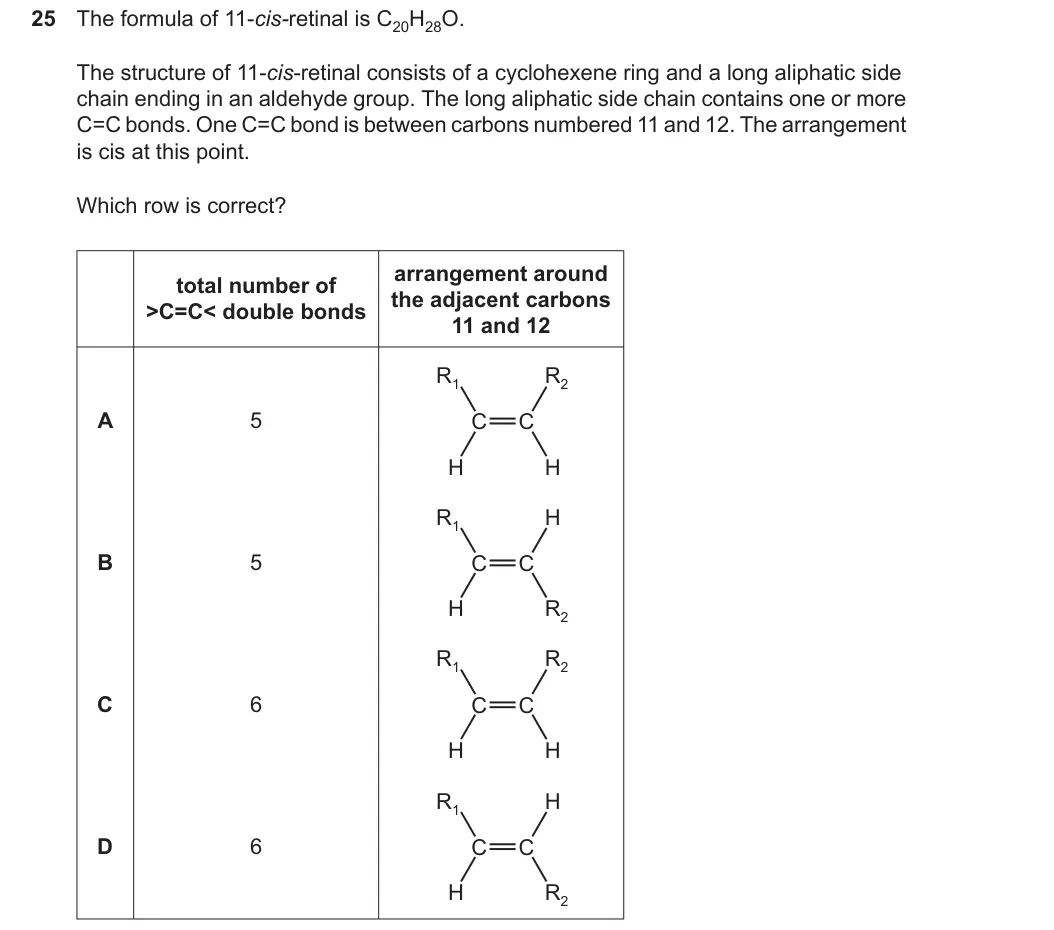 25 The formula of 11-cis-retinal is C₂₀H₂₈O.
The structure of 11-cis-retinal consists of a cyclohexene ring and a long aliphatic side
chain ending in an aldehyde group. The long aliphatic side chain contains one or more
C=C bonds. One C=C bond is between carbons numbered 11 and 12. The arrangement
is cis at this point.
Which row is correct?
total number of
>C=C< double bonds
arrangement around
the adjacent carbons
11 and 12
R₁ R₂
A 5 C=C
H H
R₁ H
B 5 C=C
H R₂
R₁ R₂
C 6 C=C
H H
R₁ H
D 6 C=C
H R₂